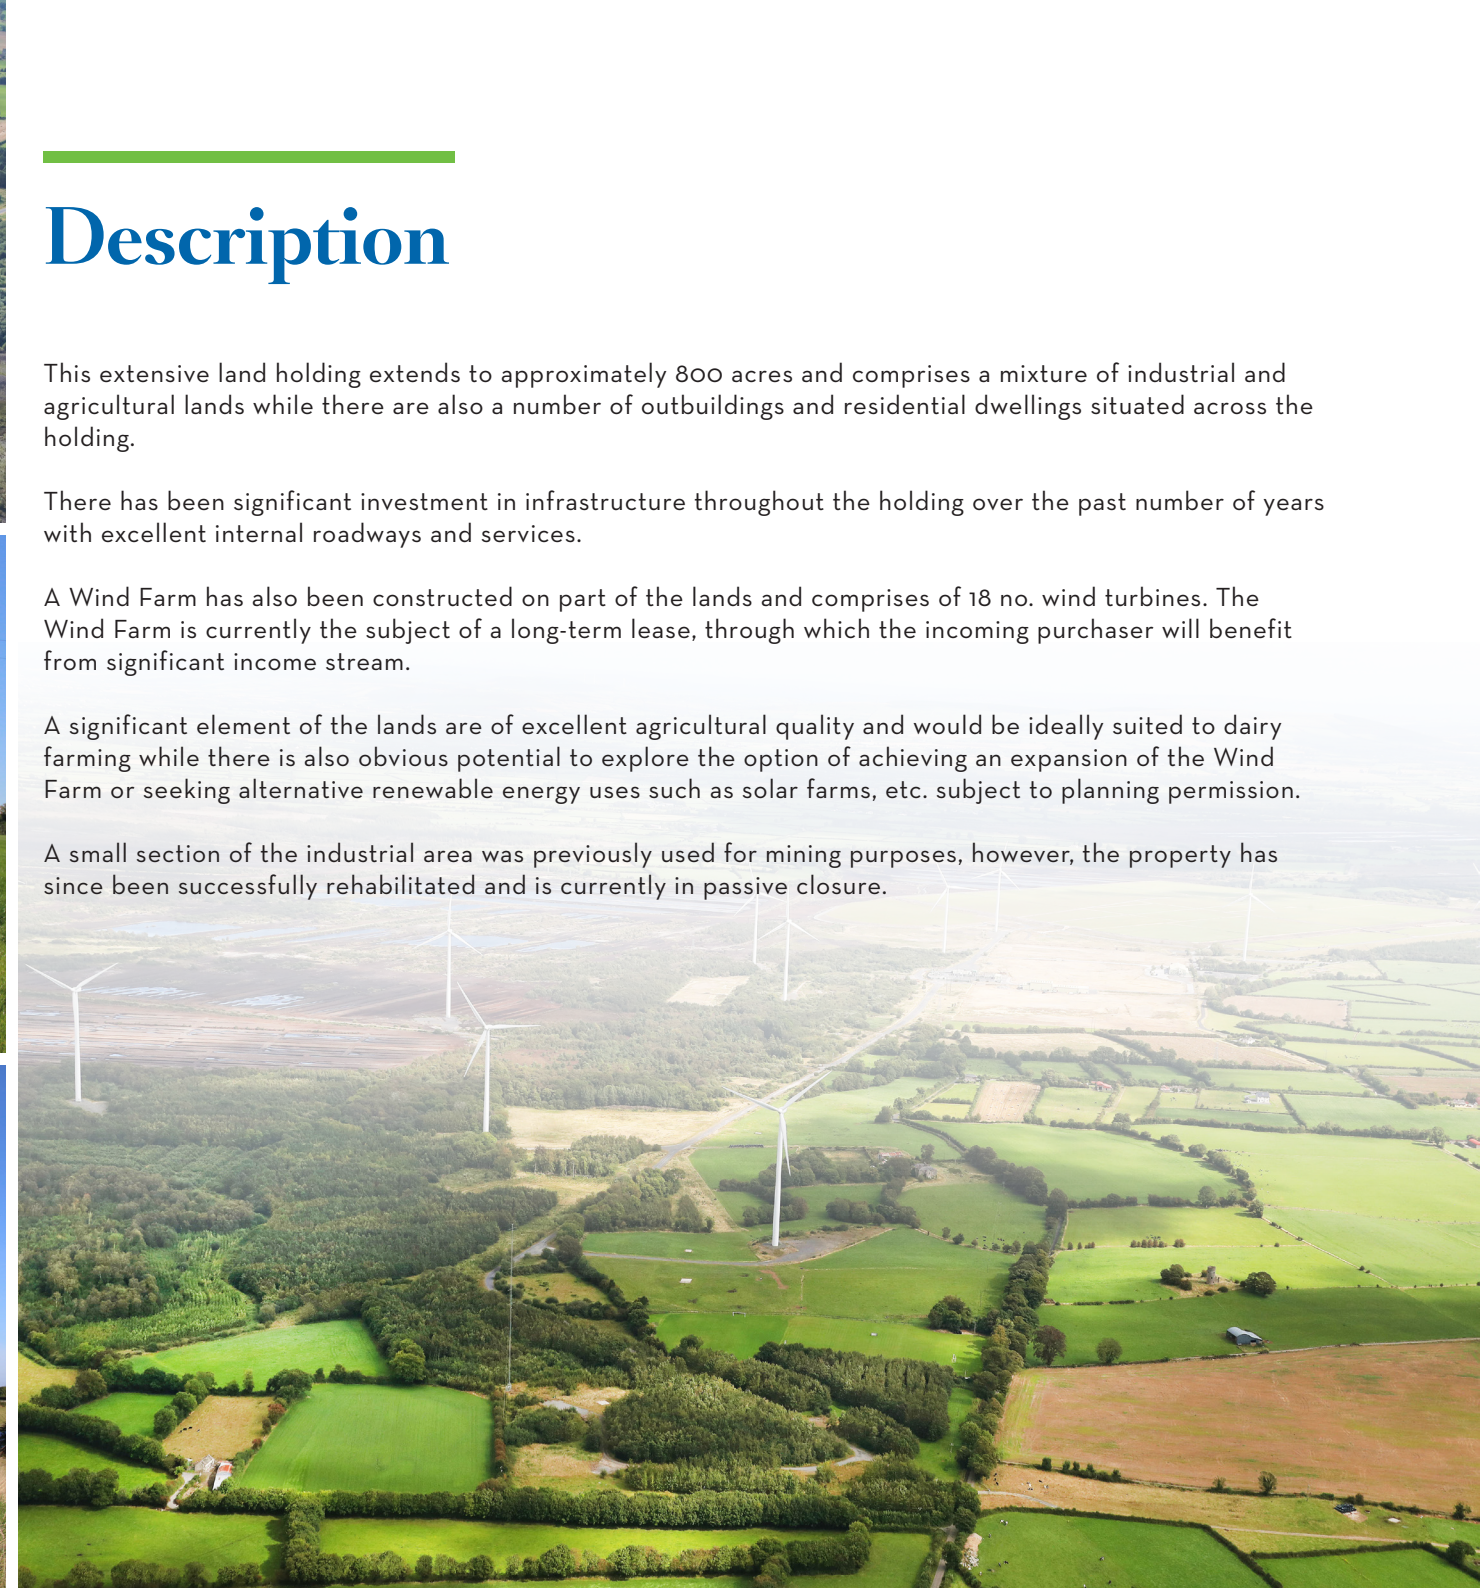 Description
This extensive land holding extends to approximately 800 acres and comprises a mixture of industrial and
agricultural lands while there are also a number of outbuildings and residential dwellings situated across the
holding.
There has been significant investment in infrastructure throughout the holding over the past number of years
with excellent internal roadways and services.
A Wind Farm has also been constructed on part of the lands and comprises of 18 no. wind turbines. The
Wind Farm is currently the subject of a long-term lease, through which the incoming purchaser will benefit
from significant income stream.
A significant element of the lands are of excellent agricultural quality and would be ideally suited to dairy
farming while there is also obvious potential to explore the option of achieving an expansion of the Wind
Farm or seeking alternative renewable energy uses such as solar farms, etc. subject to planning permission.
A small section of the industrial area was previously used for mining purposes, however, the property has
since been successfully rehabilitated and is currently in passive closure.